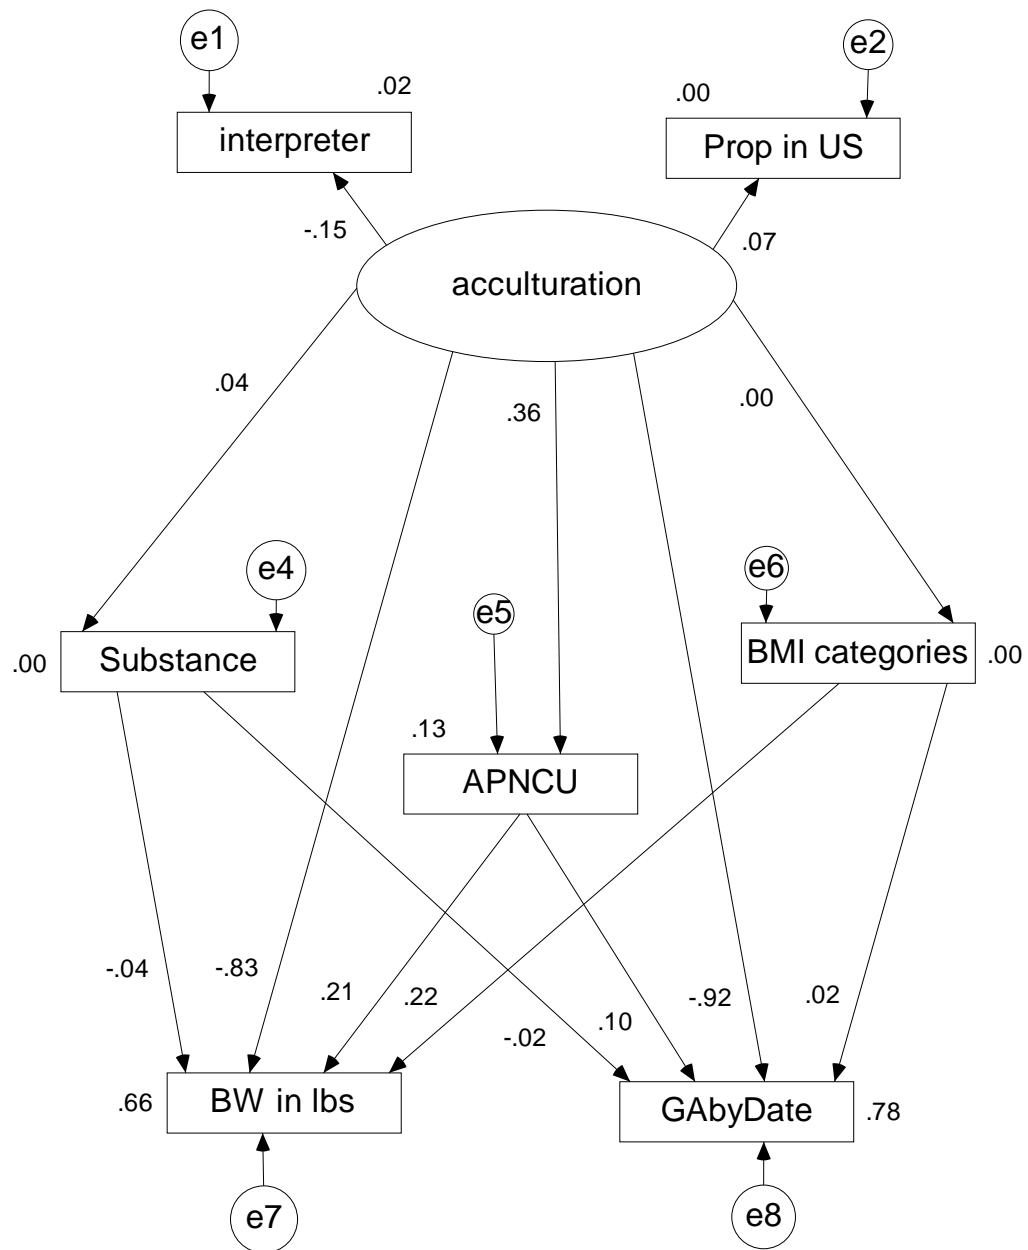 e1
e2
.02
.00
interpreter
Prop in US
-.15
.07
acculturation
.04
.36
.00
e4
e5
e6
.00
Substance
BMI categories
.00
.13
APNCU
-.04
-.83
.21
.22
-.02
.10
-.92
.02
.66
BW in lbs
GAbyDate
.78
e7
e8